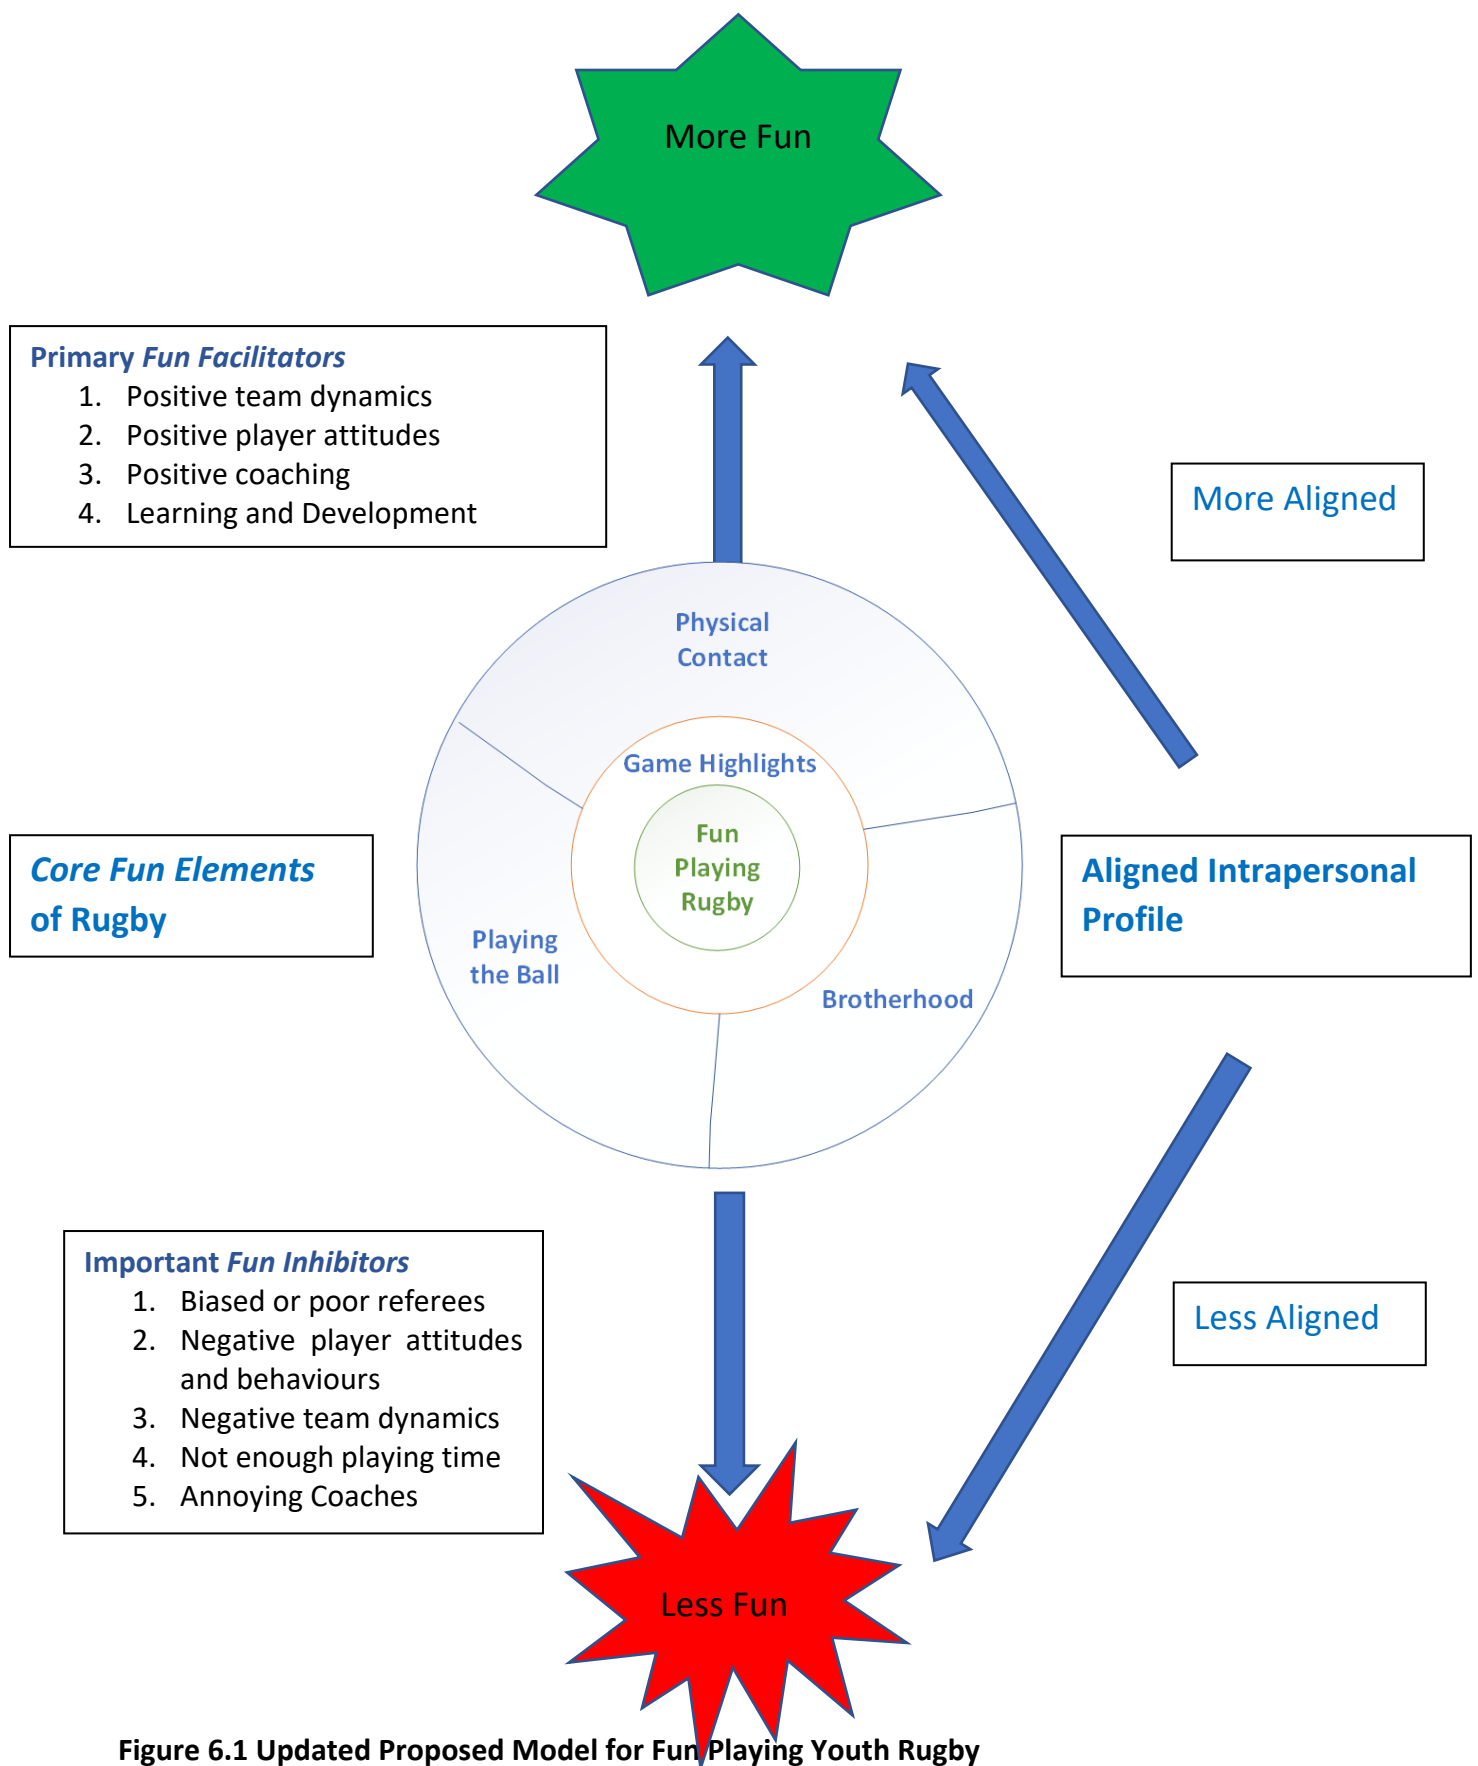 More Fun
Primary Fun Facilitators
1. Positive team dynamics
2. Positive player attitudes
3. Positive coaching
4. Learning and Development
More Aligned
Physical
Contact
Game Highlights
Fun
Playing
Rugby
Core Fun Elements
of Rugby
Playing
the Ball
Brotherhood
Aligned Intrapersonal
Profile
Important Fun Inhibitors
1. Biased or poor referees
2. Negative player attitudes
and behaviours
3. Negative team dynamics
4. Not enough playing time
5. Annoying Coaches
Less Aligned
Less Fun
Figure 6.1 Updated Proposed Model for Fun Playing Youth Rugby